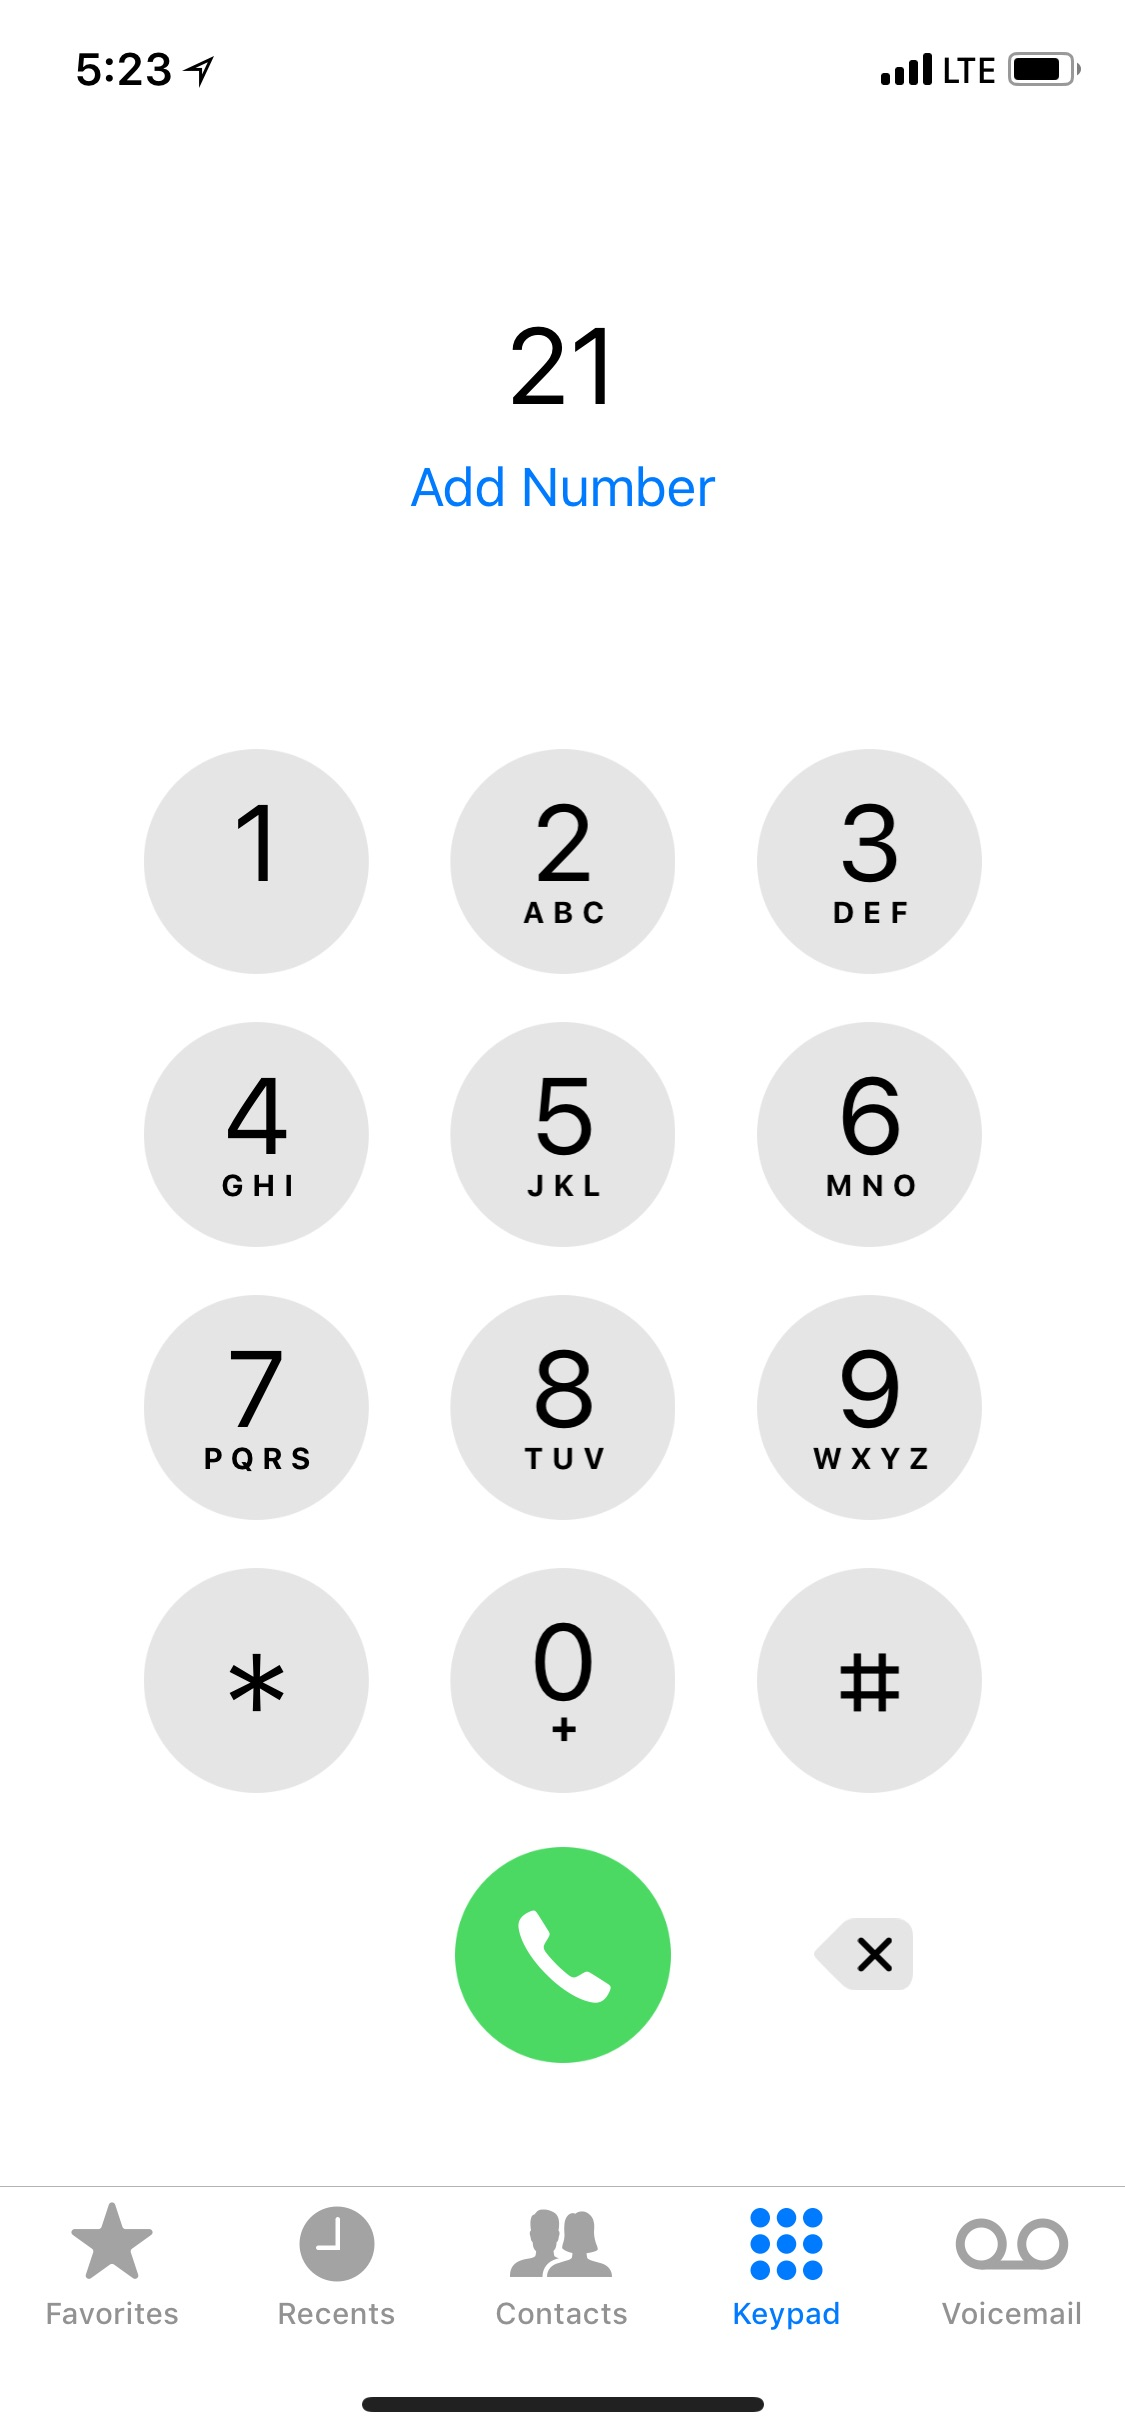 5:23 LTE
21
Add Number
1 2 3
ABC DEF
4 5 6
GHI JKL MNO
7 8 9
PQRS TUV WXYZ
* 0 #
+
Favorites Recents Contacts Keypad Voicemail